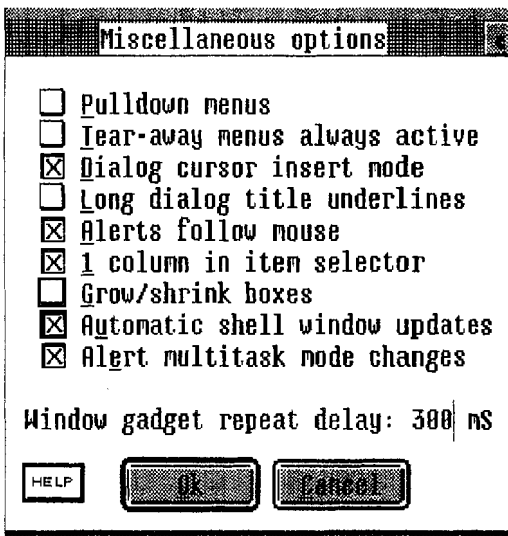 Miscellaneous options
Pulldown menus
Tear-away menus always active
Dialog cursor insert mode
Long dialog title underlines
Alerts follow mouse
1 column in item selector
Grow/shrink boxes
Automatic shell window updates
Alert multitask mode changes
Window gadget repeat delay: 300 mS
HELP Ok Cancel